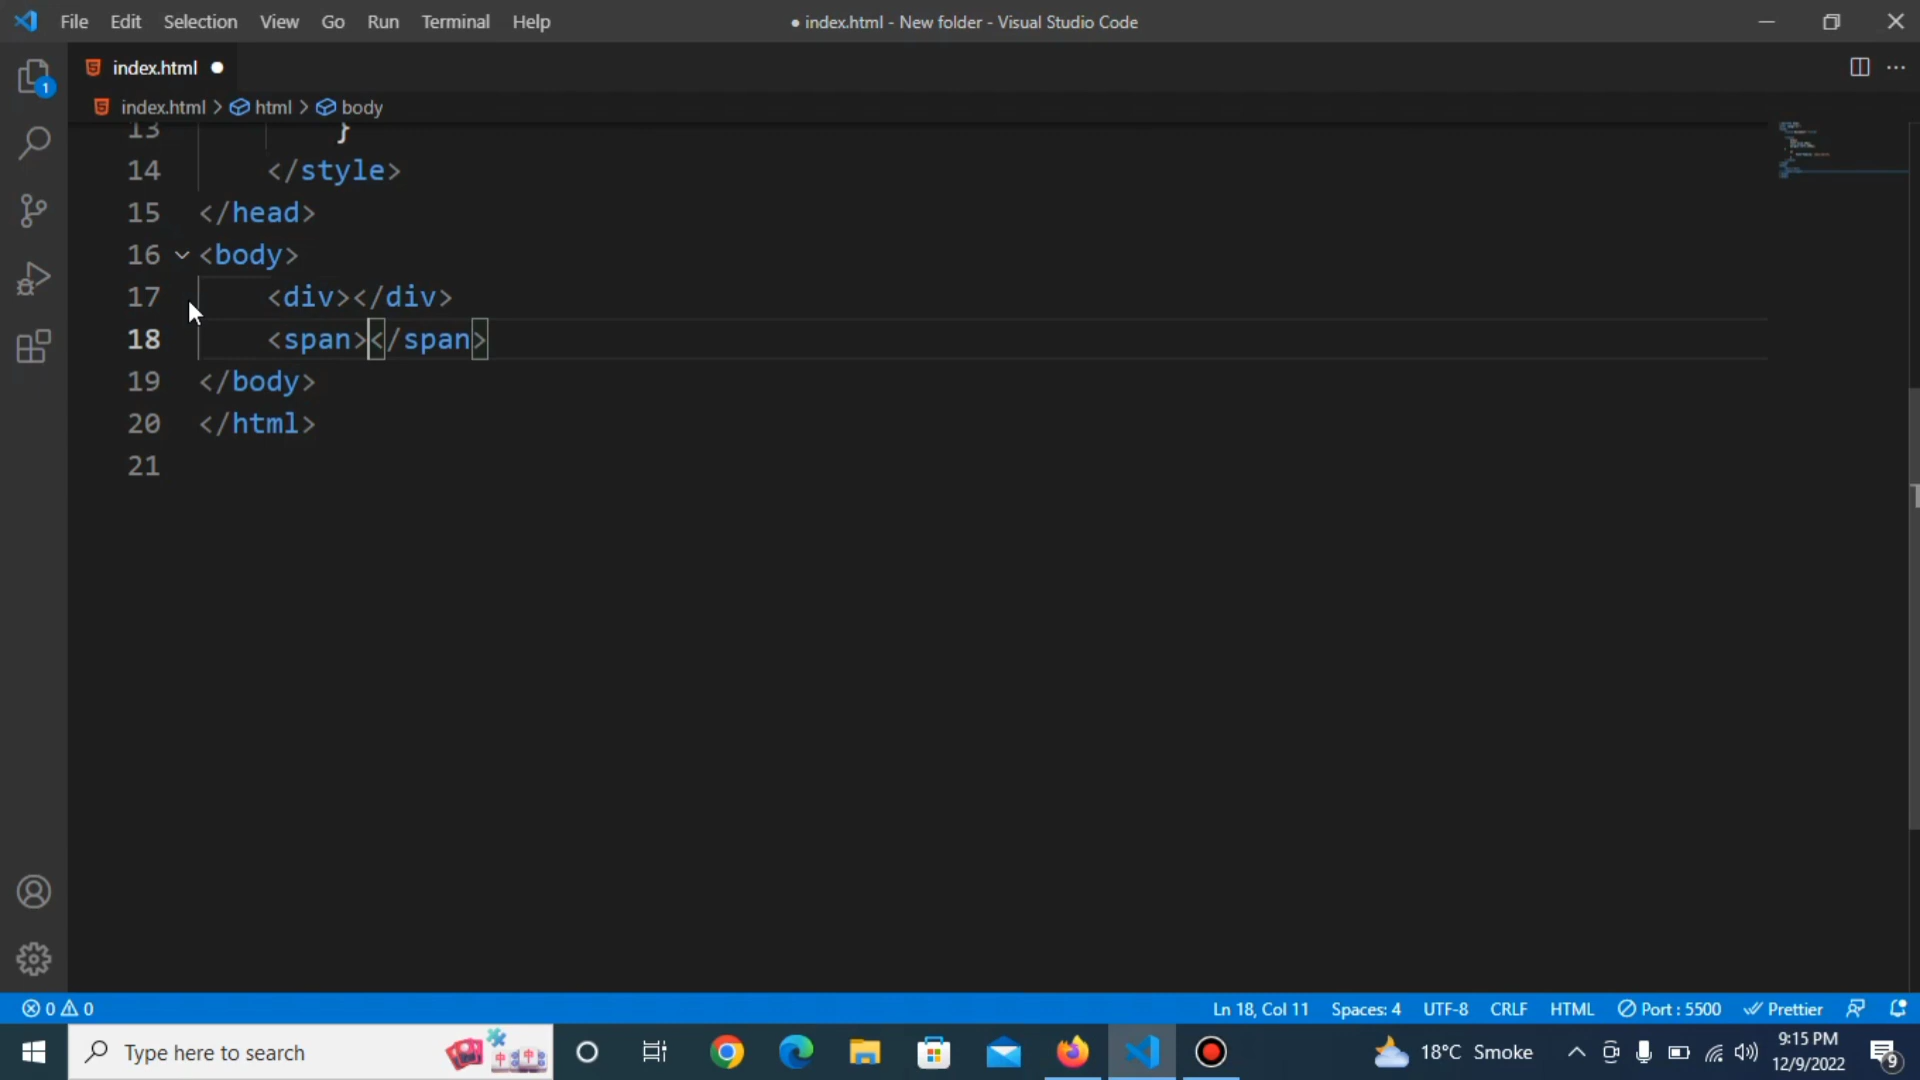 File Edit Selection View Go Run Terminal Help
● index.html - New folder - Visual Studio Code
1
index.html ●
index.html > html > body
13 }
14 </style>
15 </head>
16 <body>
17 <div></div>
18 <span></span>
19 </body>
20 </html>
21
0 0
Ln 18, Col 11 Spaces: 4 UTF-8 CRLF HTML Port : 5500 Prettier
Type here to search
18°C Smoke
9:15 PM
12/9/2022
9